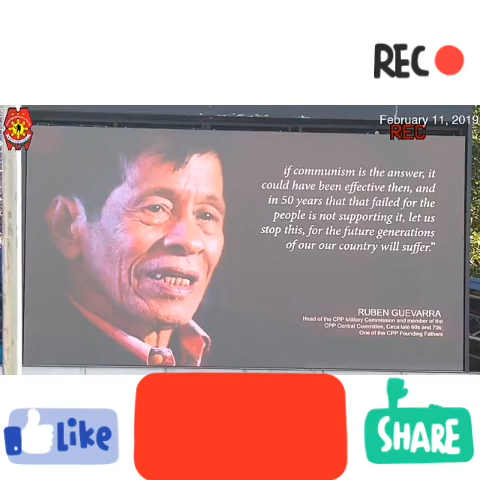 REC
February 11, 2019
REC
if communism is the answer, it
could have been effective then, and
in 50 years that that failed for the
people is not supporting it, let us
stop this, for the future generations
of our our country will suffer."
RUBEN GUEVARRA
Head of the CPP Military Commission and member of the
CPP Central Committee, Circa late 60s and 70s;
One of the CPP Founding Fathers
Like
SHARE